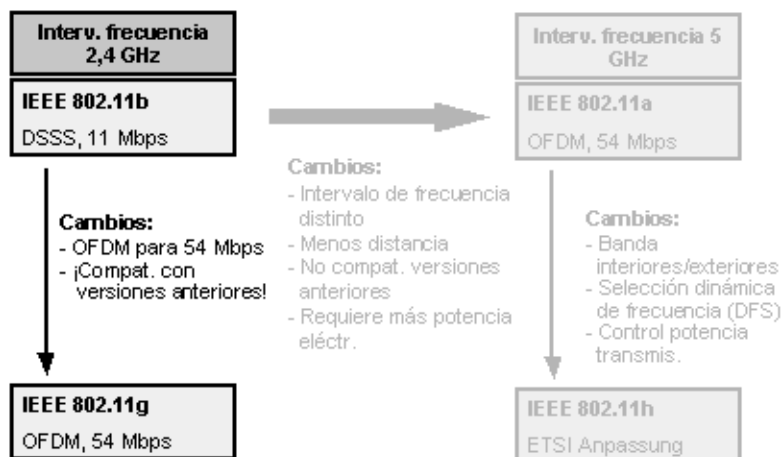 Interv. frecuencia
2,4 GHz
IEEE 802.11b
DSSS, 11 Mbps
Cambios:
- OFDM para 54 Mbps
- ¡Compat. con
versiones anteriores!
IEEE 802.11g
OFDM, 54 Mbps
Cambios:
- Intervalo de frecuencia
distinto
- Menos distancia
- No compat. versiones
anteriores
- Requiere más potencia
eléctr.
Interv. frecuencia 5
GHz
IEEE 802.11a
OFDM, 54 Mbps
Cambios:
- Banda
interiores/exteriores
- Selección dinámica
de frecuencia (DFS)
- Control potencia
transmis.
IEEE 802.11h
ETSI Anpassung